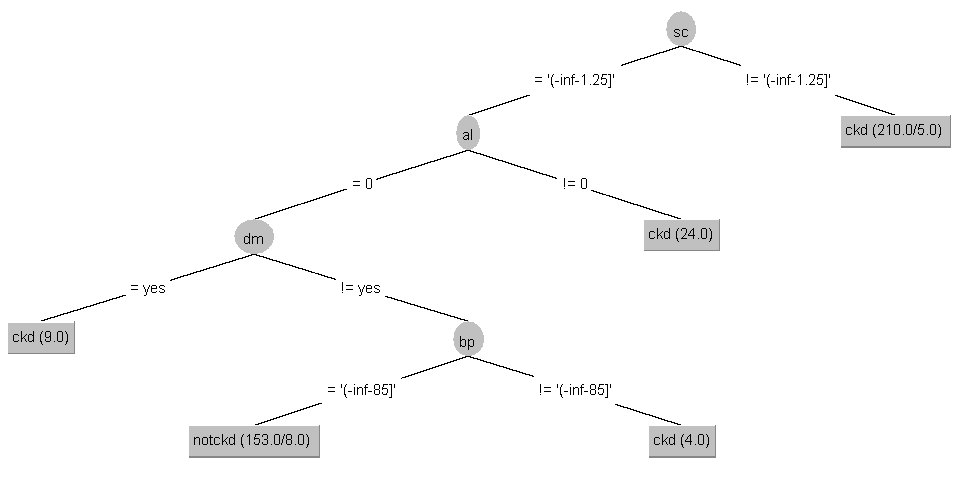 sc
= '(-inf-1.25]'
!= '(-inf-1.25]'
al
ckd (210.0/5.0)
= 0
!= 0
dm
ckd (24.0)
= yes
!= yes
ckd (9.0)
bp
= '(-inf-85]'
!= '(-inf-85]'
notckd (153.0/8.0)
ckd (4.0)